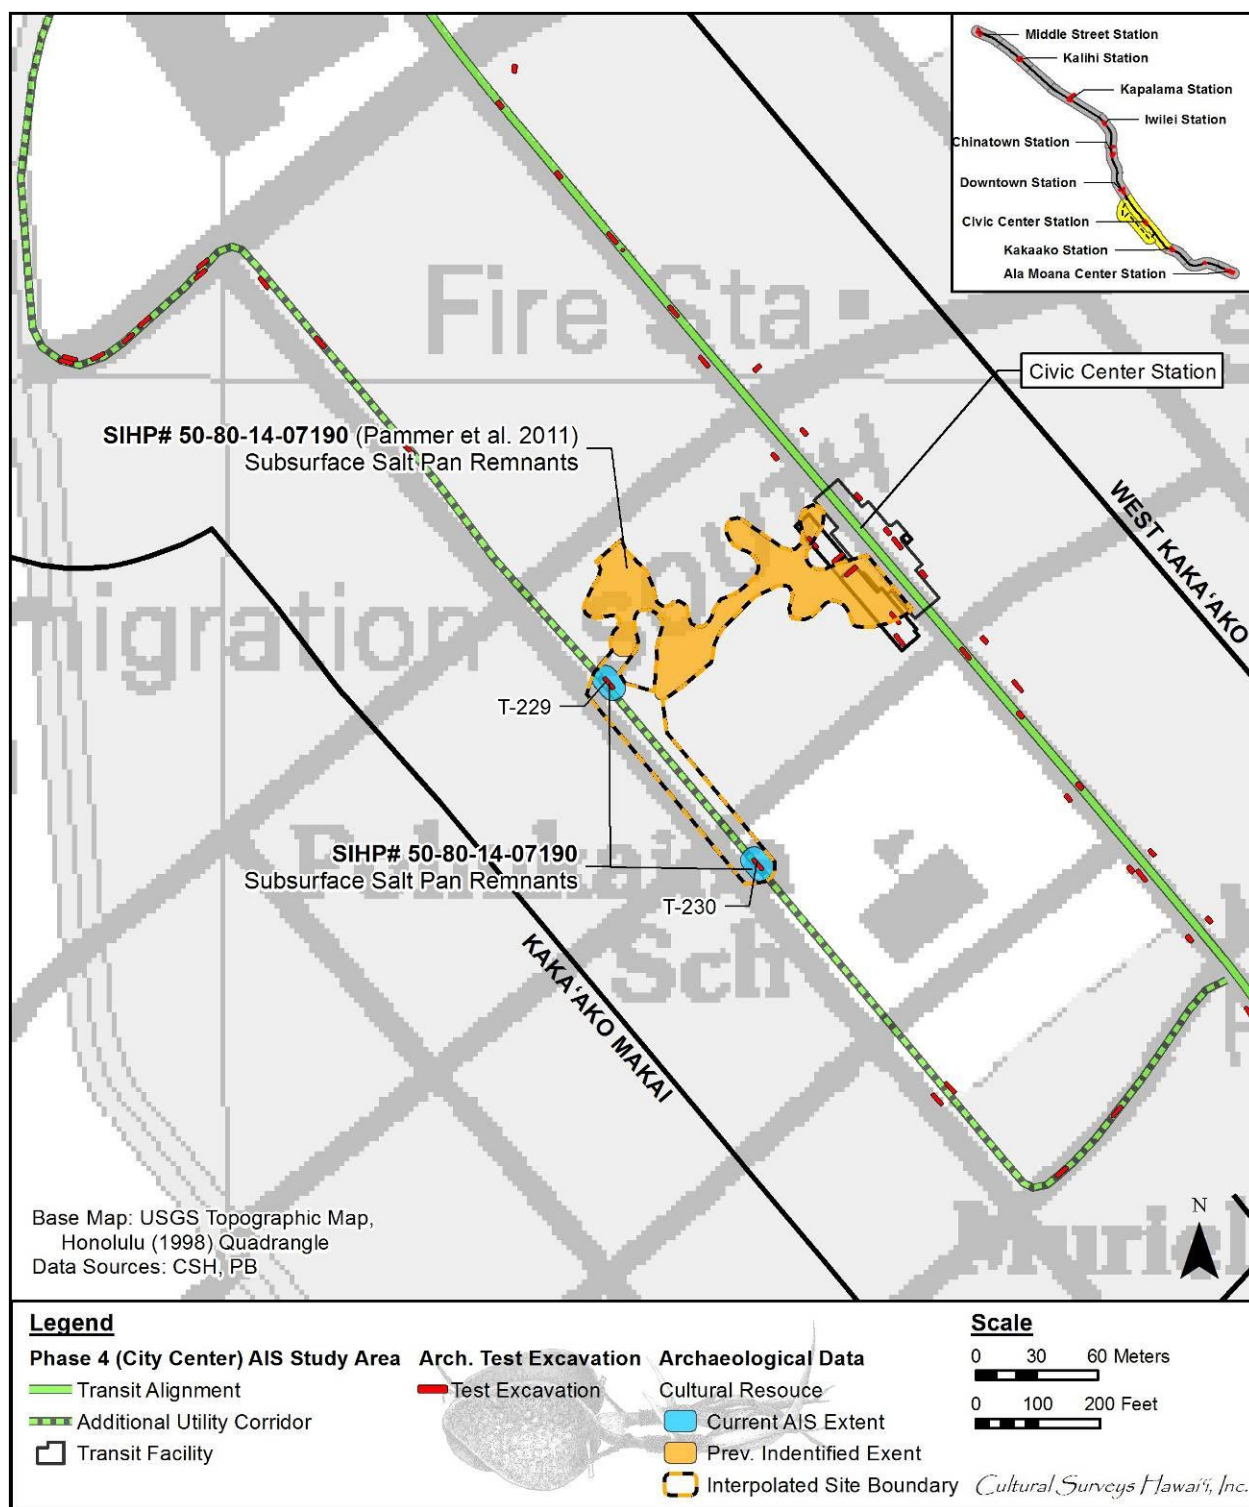 Middle Street Station
Kalihi Station
Kapalama Station
Iwilei Station
Chinatown Station
Downtown Station
Civic Center Station
Kakaako Station
Ala Moana Center Station
Fire Sta
Civic Center Station
SIHP# 50-80-14-07190 (Pammer et al. 2011)
Subsurface Salt Pan Remnants
WEST KAKAʻAKO
migration
T-229
SIHP# 50-80-14-07190
Subsurface Salt Pan Remnants
T-230
Sch
KAKAʻAKO MAKAI
Muriel
N
Base Map: USGS Topographic Map,
Honolulu (1998) Quadrangle
Data Sources: CSH, PB
Legend
Phase 4 (City Center) AIS Study Area
Transit Alignment
Additional Utility Corridor
Transit Facility
Arch. Test Excavation
Test Excavation
Archaeological Data
Cultural Resouce
Current AIS Extent
Prev. Indentified Exent
Interpolated Site Boundary
Scale
0 30 60 Meters
0 100 200 Feet
Cultural Surveys Hawaiʻi, Inc.